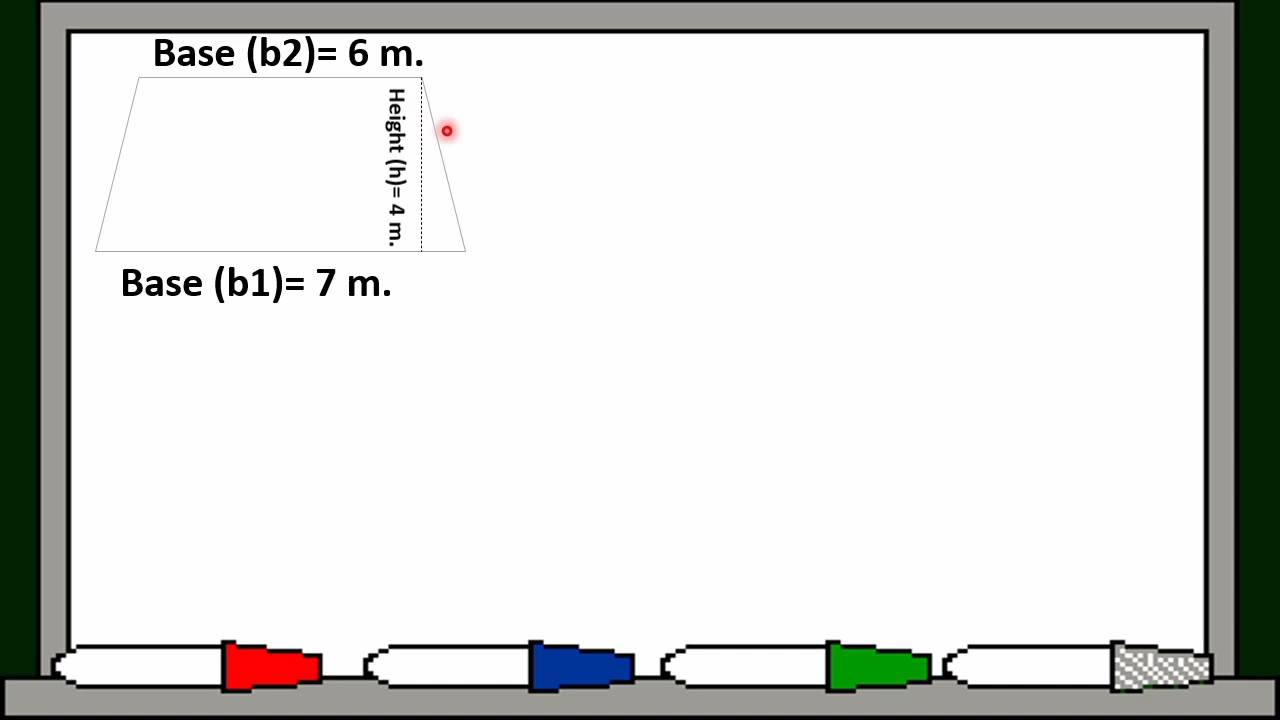 Base (b2)= 6 m.
Height (h)= 4 m.
Base (b1)= 7 m.